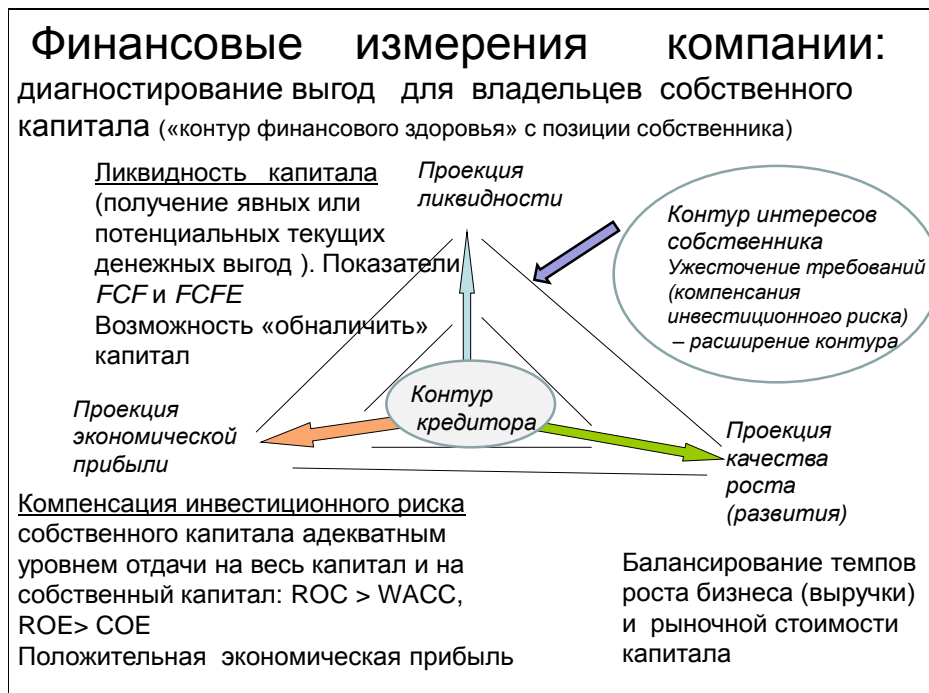 Финансовые измерения компании:
диагностирование выгод для владельцев собственного
капитала («контур финансового здоровья» с позиции собственника)
Ликвидность капитала
(получение явных или
потенциальных текущих
денежных выгод ). Показатели
FCF и FCFE
Возможность «обналичить»
капитал
Проекция
ликвидности
Контур интересов
собственника
Ужесточение требований
(компенсания
инвестиционного риска)
– расширение контура
Контур
кредитора
Проекция
экономической
прибыли
Проекция
качества
роста
(развития)
Компенсация инвестиционного риска
собственного капитала адекватным
уровнем отдачи на весь капитал и на
собственный капитал: ROC > WACC,
ROE> COE
Положительная экономическая прибыль
Балансирование темпов
роста бизнеса (выручки)
и рыночной стоимости
капитала